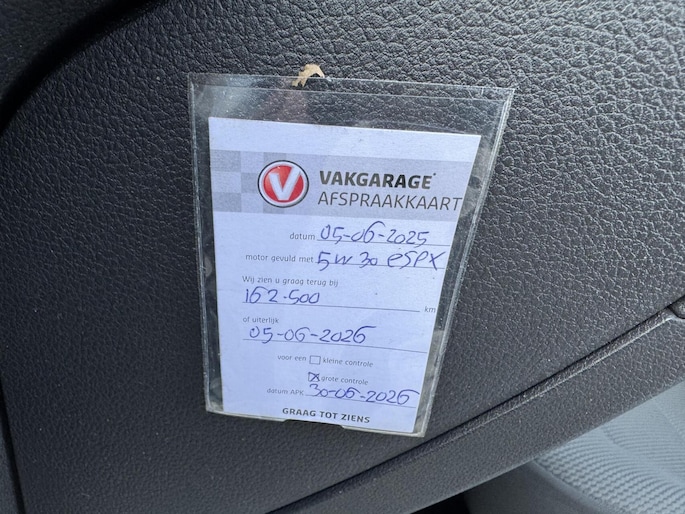 V VAKGARAGE®
AFSPRAAKKAART
datum 05-06-2025
motor gevuld met 5W30 eSPX
Wij zien u graag terug bij
162.500 km
of uiterlijk
05-06-2026
voor een kleine controle
grote controle
datum APK 30-05-2026
GRAAG TOT ZIENS